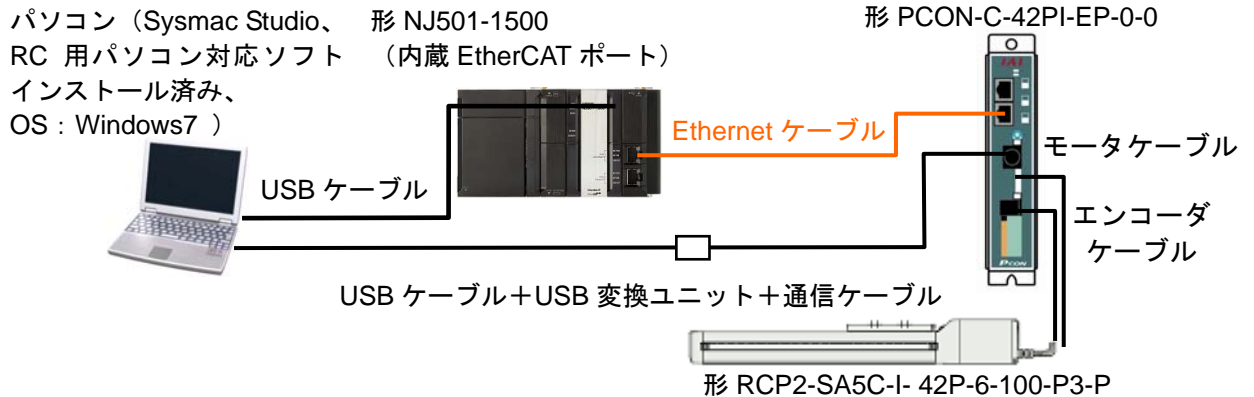 パソコン（Sysmac Studio、
RC 用パソコン対応ソフト
インストール済み、
OS：Windows7 ）
形 NJ501-1500
（内蔵 EtherCAT ポート）
形 PCON-C-42PI-EP-0-0
IAI
Ethernet ケーブル
モータケーブル
USB ケーブル
エンコーダ
ケーブル
PCON
USB ケーブル＋USB 変換ユニット＋通信ケーブル
形 RCP2-SA5C-I- 42P-6-100-P3-P